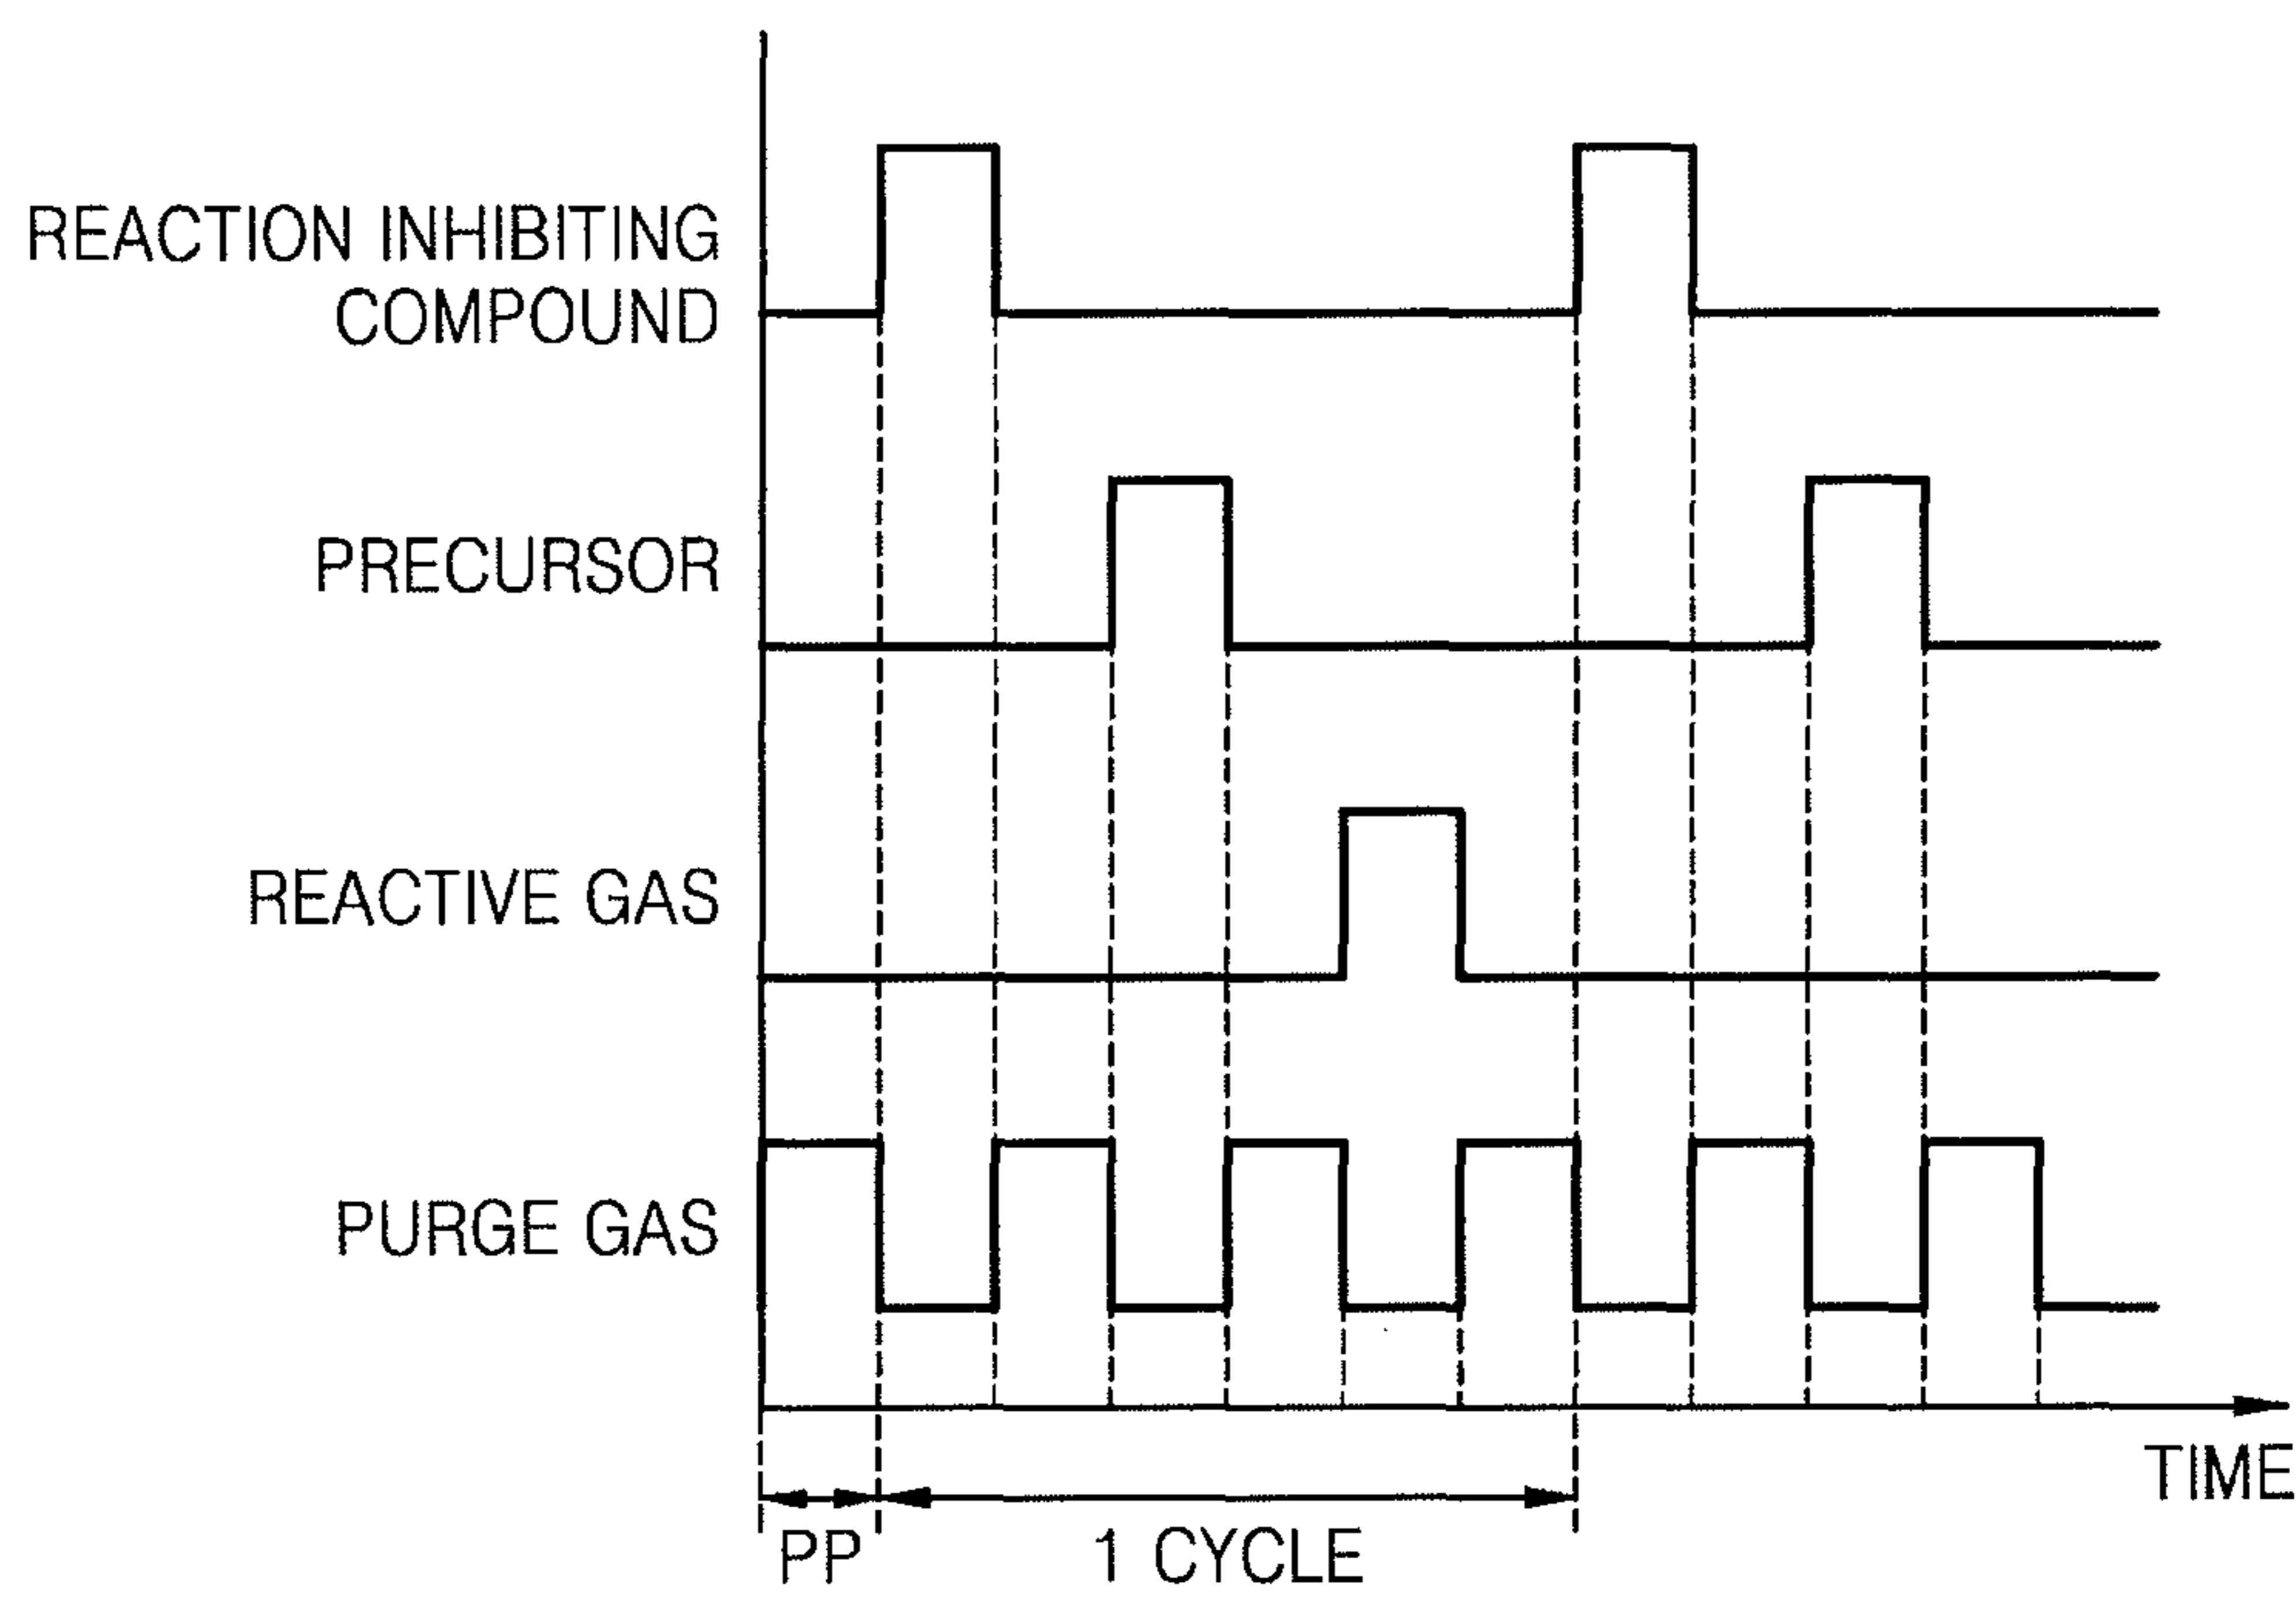 REACTION INHIBITING
COMPOUND
PRECURSOR
REACTIVE GAS
PURGE GAS
TIME
PP
1 CYCLE